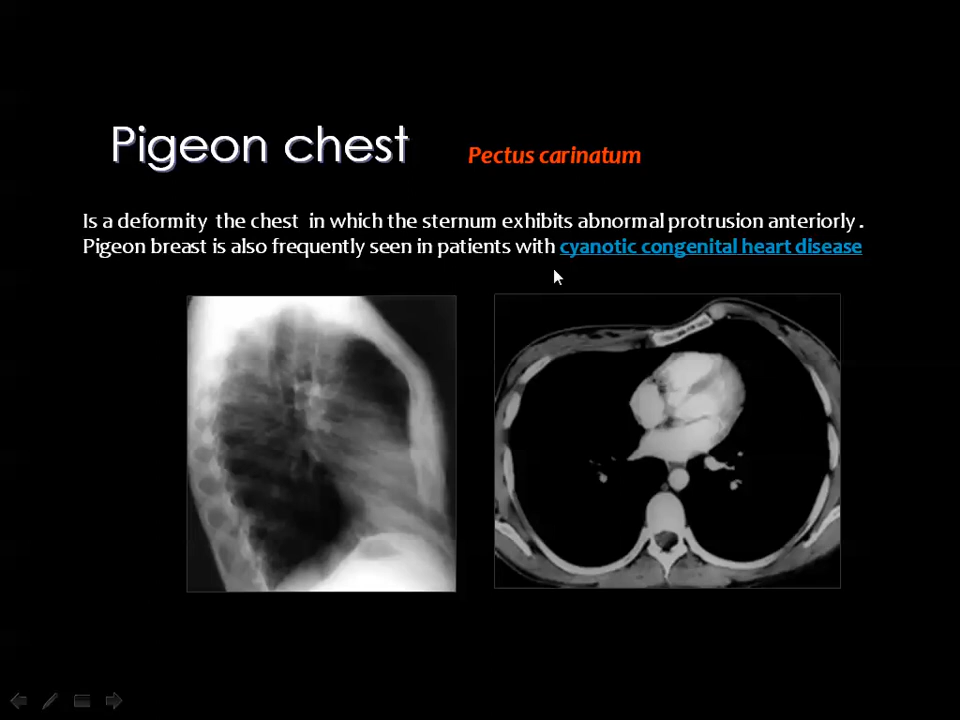 Pigeon chest
Pectus carinatum
Is a deformity the chest in which the sternum exhibits abnormal protrusion anteriorly.
Pigeon breast is also frequently seen in patients with cyanotic congenital heart disease